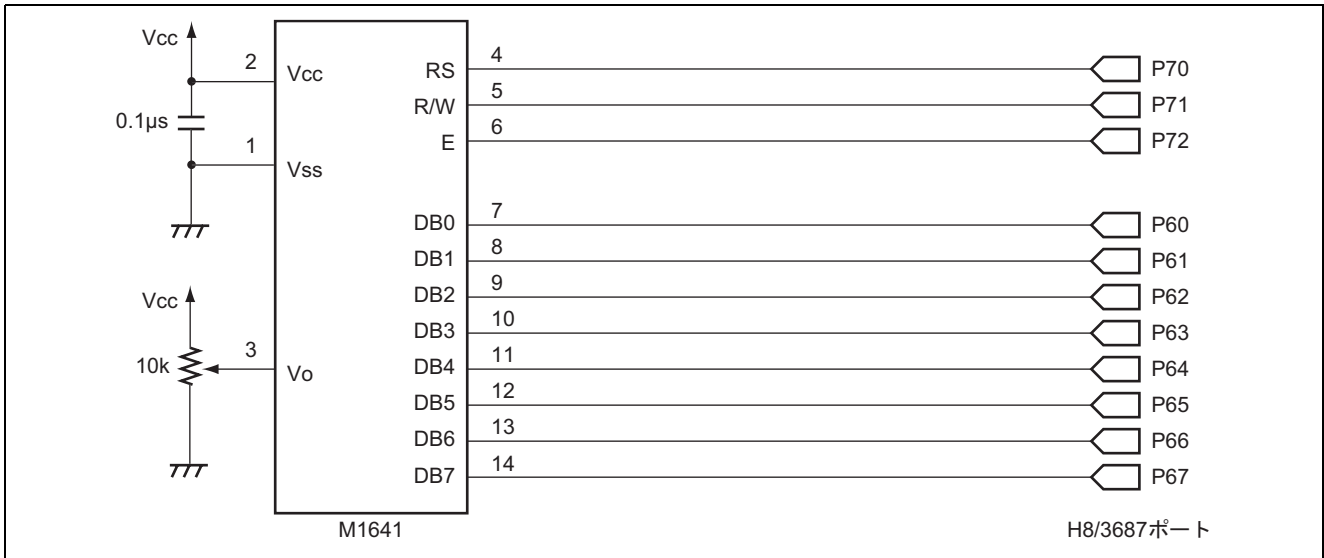 Vcc
2
Vcc
0.1µs
1
Vss
Vcc
10k
3
Vo
RS
4
P70
R/W
5
P71
E
6
P72
DB0
7
P60
DB1
8
P61
DB2
9
P62
DB3
10
P63
DB4
11
P64
DB5
12
P65
DB6
13
P66
DB7
14
P67
M1641
H8/3687ポート